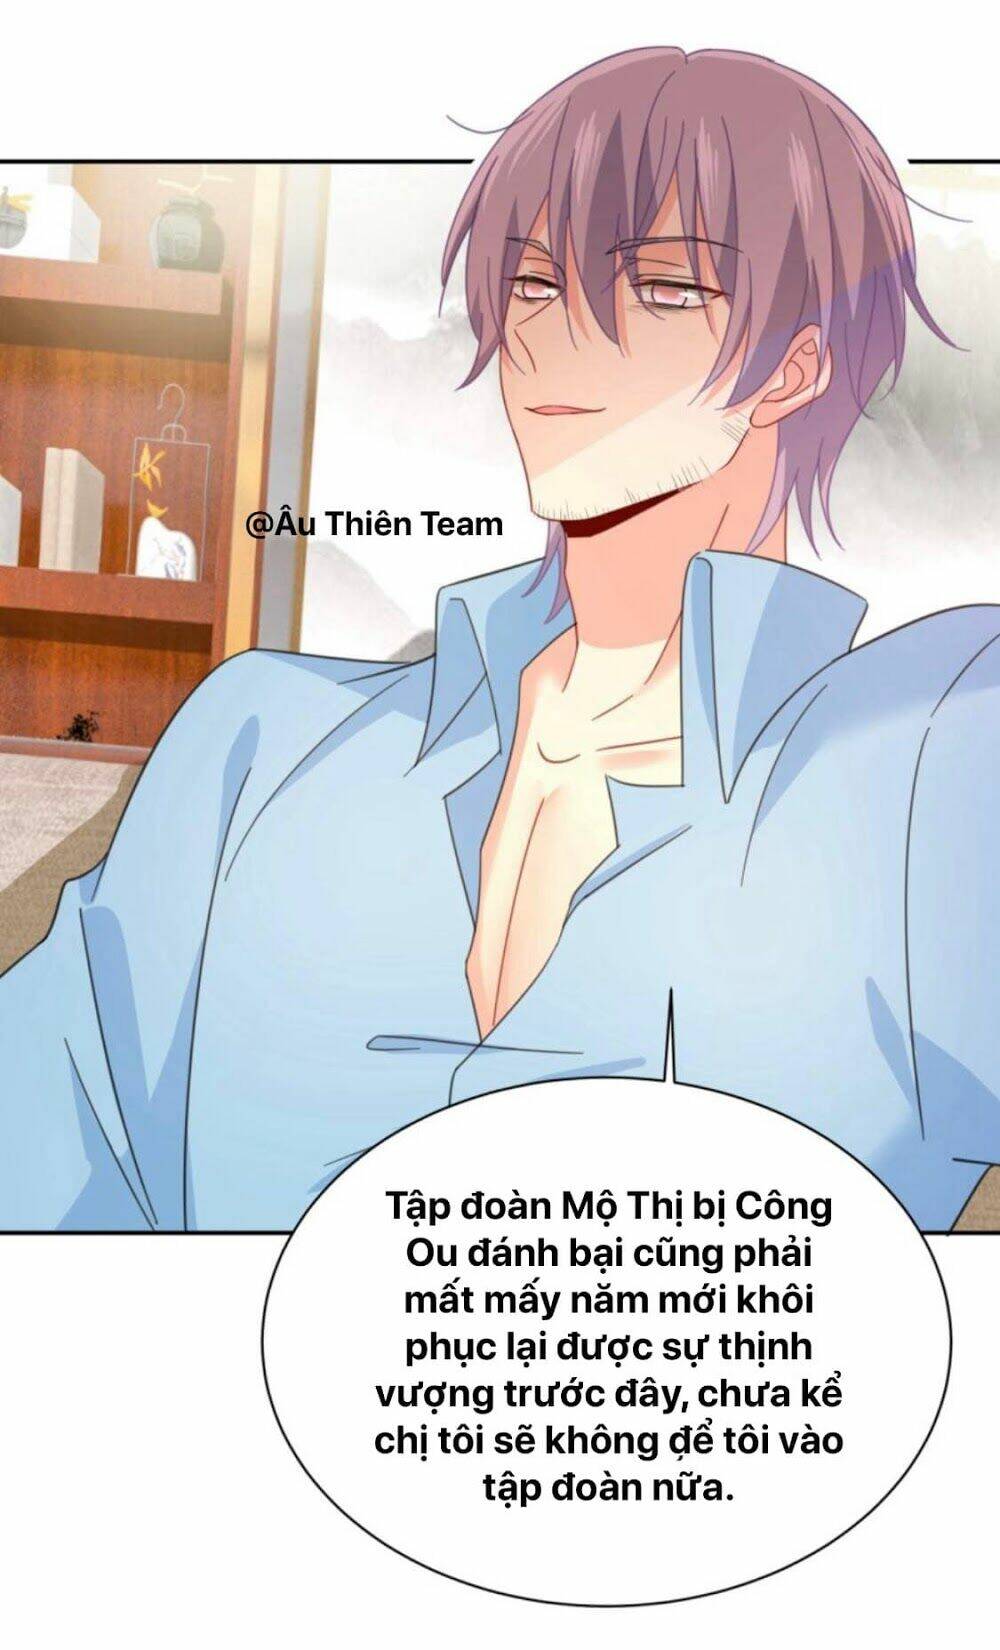 @Âu Thiên Team
Tập đoàn Mộ Thị bị Công
Ou đánh bại cũng phải
mất mấy năm mới khôi
phục lại được sự thịnh
vượng trước đây, chưa kể
chị tôi sẽ không để tôi vào
tập đoàn nữa.